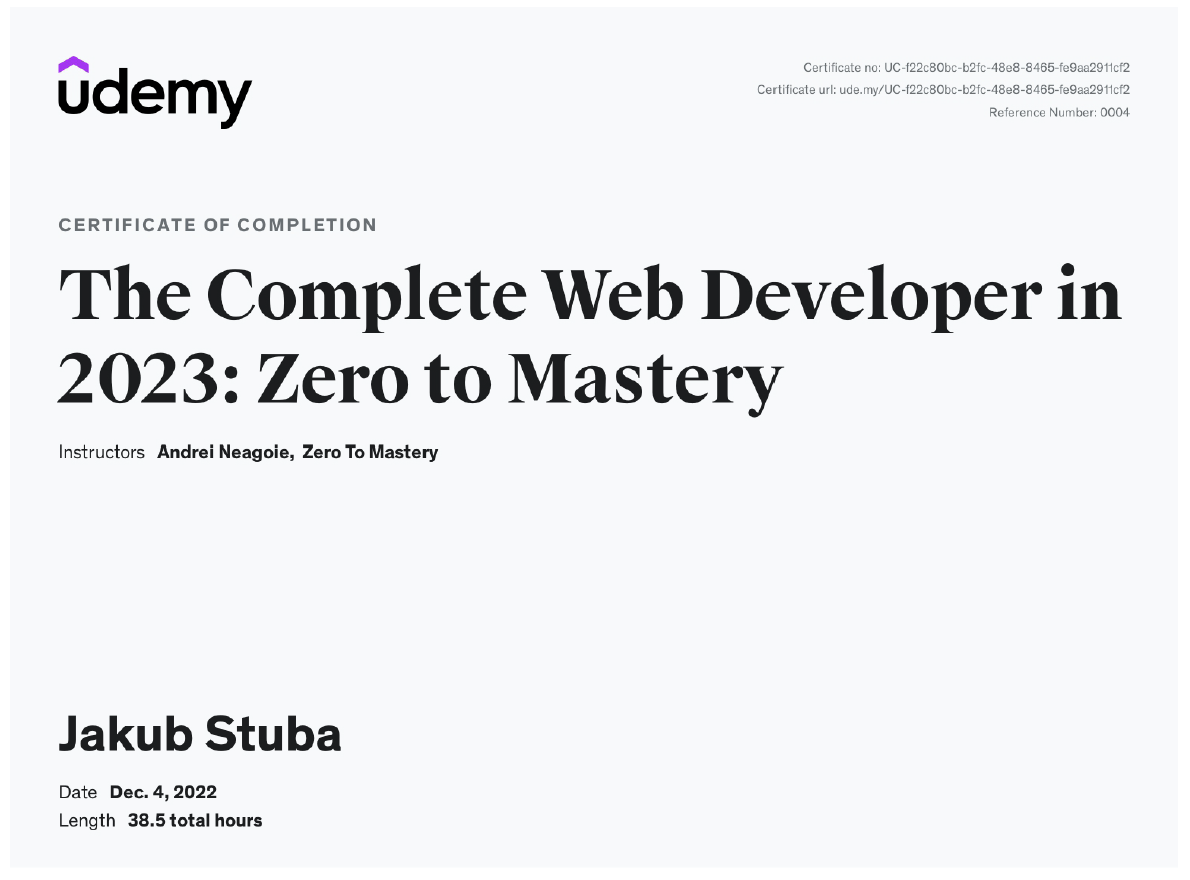 udemy
Certificate no: UC-f22c80bc-b2fc-48e8-8465-fe9aa2911cf2
Certificate url: ude.my/UC-f22c80bc-b2fc-48e8-8465-fe9aa2911cf2
Reference Number: 0004
CERTIFICATE OF COMPLETION
The Complete Web Developer in
2023: Zero to Mastery
Instructors Andrei Neagoie, Zero To Mastery
Jakub Stuba
Date Dec. 4, 2022
Length 38.5 total hours